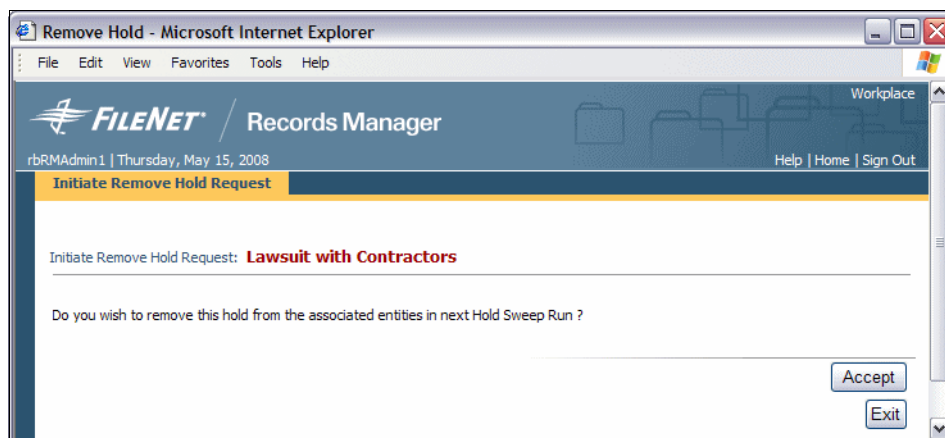 Remove Hold - Microsoft Internet Explorer
File Edit View Favorites Tools Help
Workplace
FILENET Records Manager
rbRMAdmin1 | Thursday, May 15, 2008
Help | Home | Sign Out
Initiate Remove Hold Request
Initiate Remove Hold Request: Lawsuit with Contractors
Do you wish to remove this hold from the associated entities in next Hold Sweep Run ?
Accept
Exit